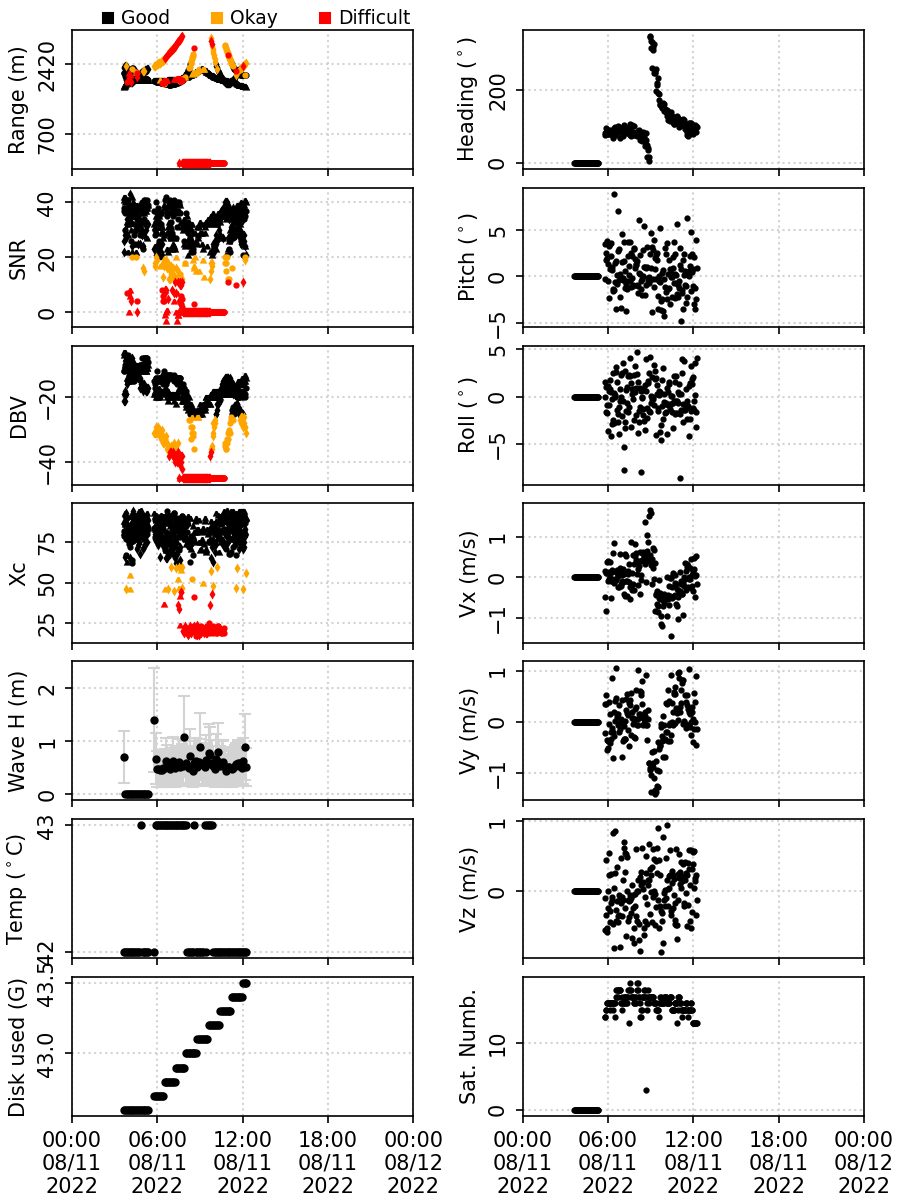 Good Okay Difficult
Range (m)
2420
700
Heading (°)
200
0
SNR
40
20
0
Pitch (°)
5
0
−5
DBV
−20
−40
Roll (°)
5
0
−5
Xc
75
50
25
Vx (m/s)
1
0
−1
Wave H (m)
2
1
0
Vy (m/s)
1
0
−1
Temp (°C)
43
42
Vz (m/s)
1
0
Disk used (G)
43.5
43.0
Sat. Numb.
10
0
00:00 06:00 12:00 18:00 00:00
08/11 08/11 08/11 08/11 08/12
2022 2022 2022 2022 2022
00:00 06:00 12:00 18:00 00:00
08/11 08/11 08/11 08/11 08/12
2022 2022 2022 2022 2022